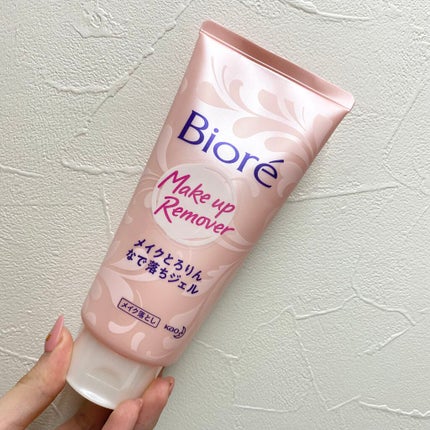 Bioré
Make up
Remover
メイクとろりん
なで落ちジェル
メイク落とし
Kao